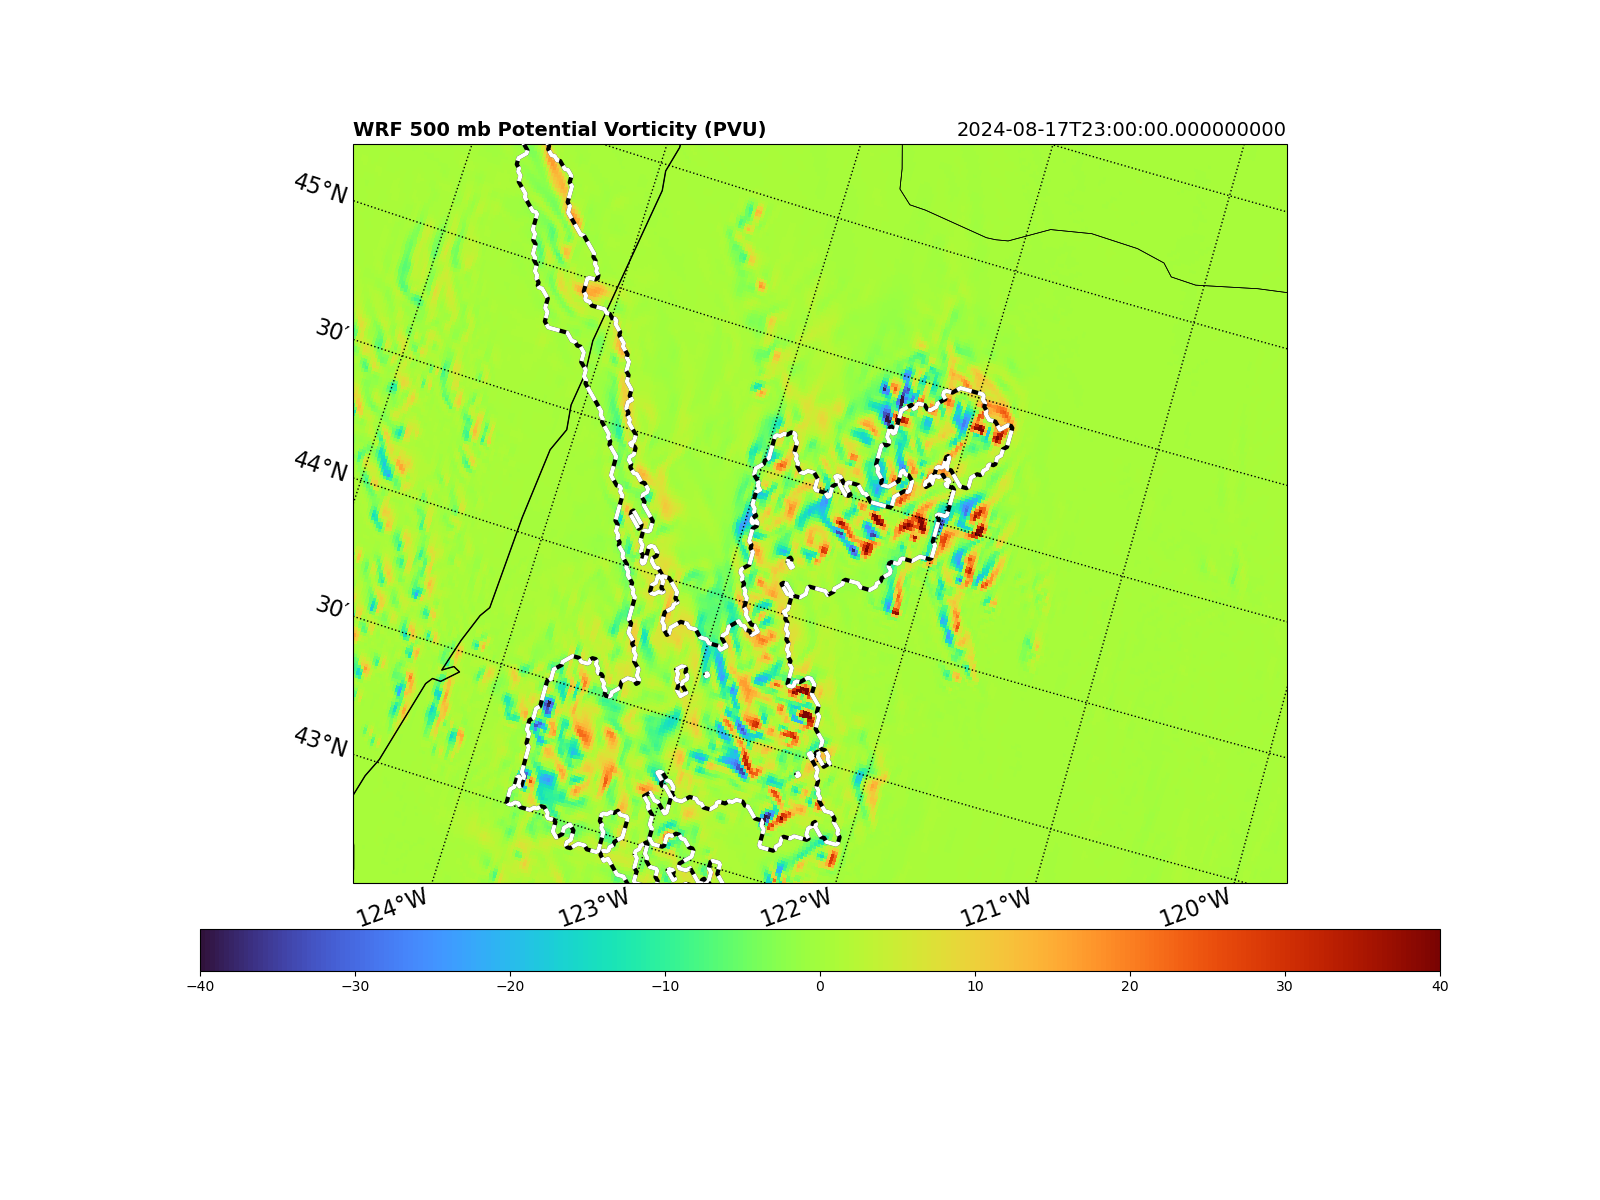 WRF 500 mb Potential Vorticity (PVU)
2024-08-17T23:00:00.000000000
45°N
30′
44°N
30′
43°N
124°W 123°W 122°W 121°W 120°W
−40 −30 −20 −10 0 10 20 30 40